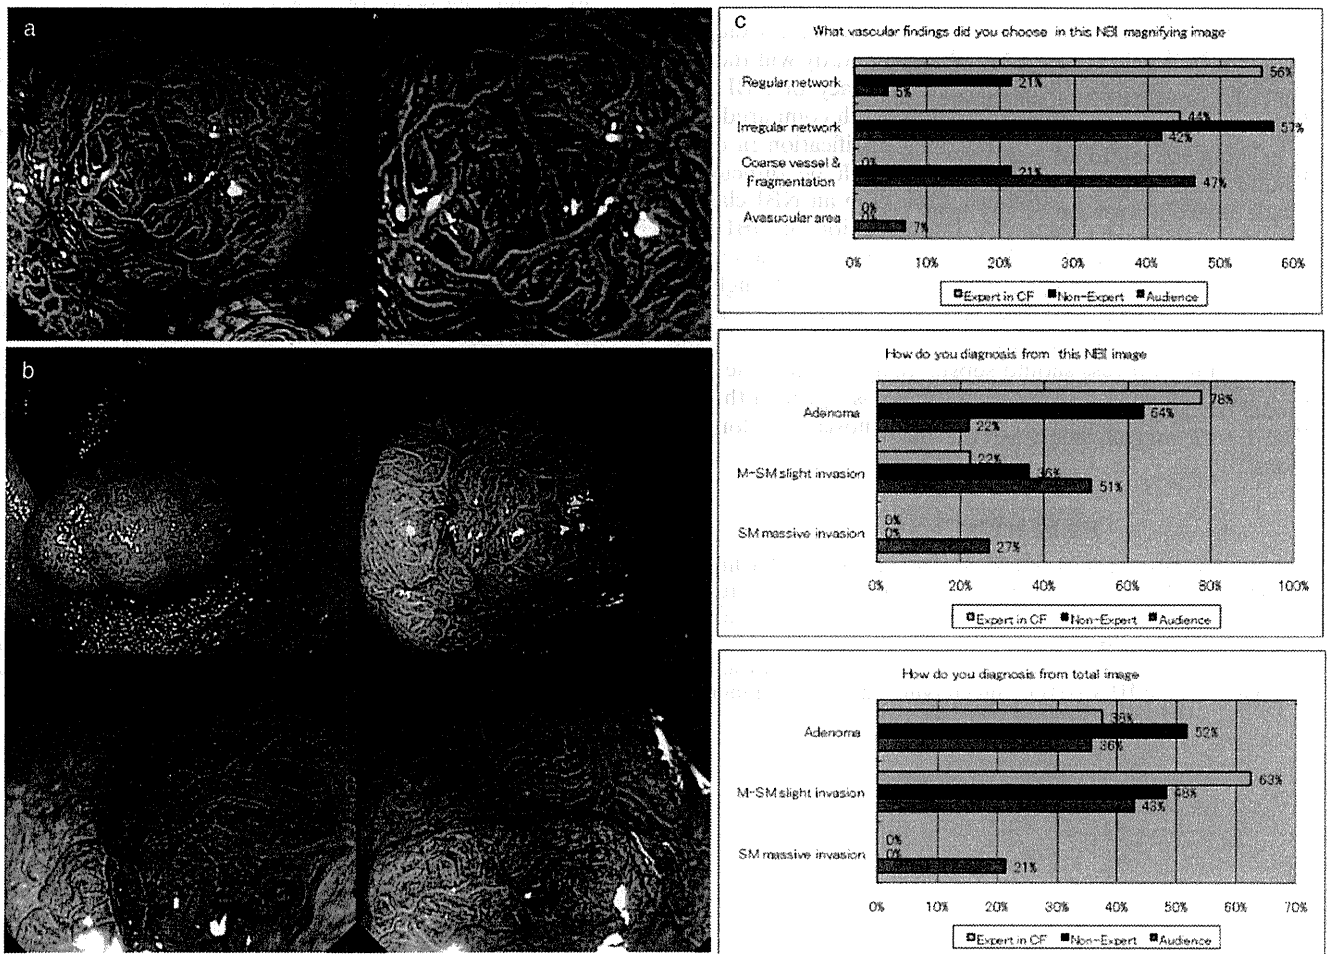 a
b
c
What vascular findings did you choose in this NBI magnifying image
Regular network
56%
21%
5%
Irregular network
44%
57%
42%
Coarse vessel &
Fragmentation
0%
21%
47%
Avasucular area
0%
0%
7%
0% 10% 20% 30% 40% 50% 60%
Expert in CF Non-Expert Audience
How do you diagnosis from this NBI image
Adenoma
78%
64%
22%
M-SM slight invasion
22%
36%
51%
SM massive invasion
0%
0%
27%
0% 20% 40% 60% 80% 100%
Expert in CF Non-Expert Audience
How do you diagnosis from total image
Adenoma
38%
52%
36%
M-SM slight invasion
63%
48%
43%
SM massive invasion
0%
0%
21%
0% 10% 20% 30% 40% 50% 60% 70%
Expert in CF Non-Expert Audience